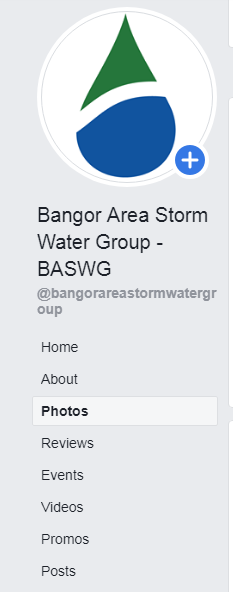 Bangor Area Storm
Water Group -
BASWG
@bangorareastormwatergr
oup
Home
About
Photos
Reviews
Events
Videos
Promos
Posts